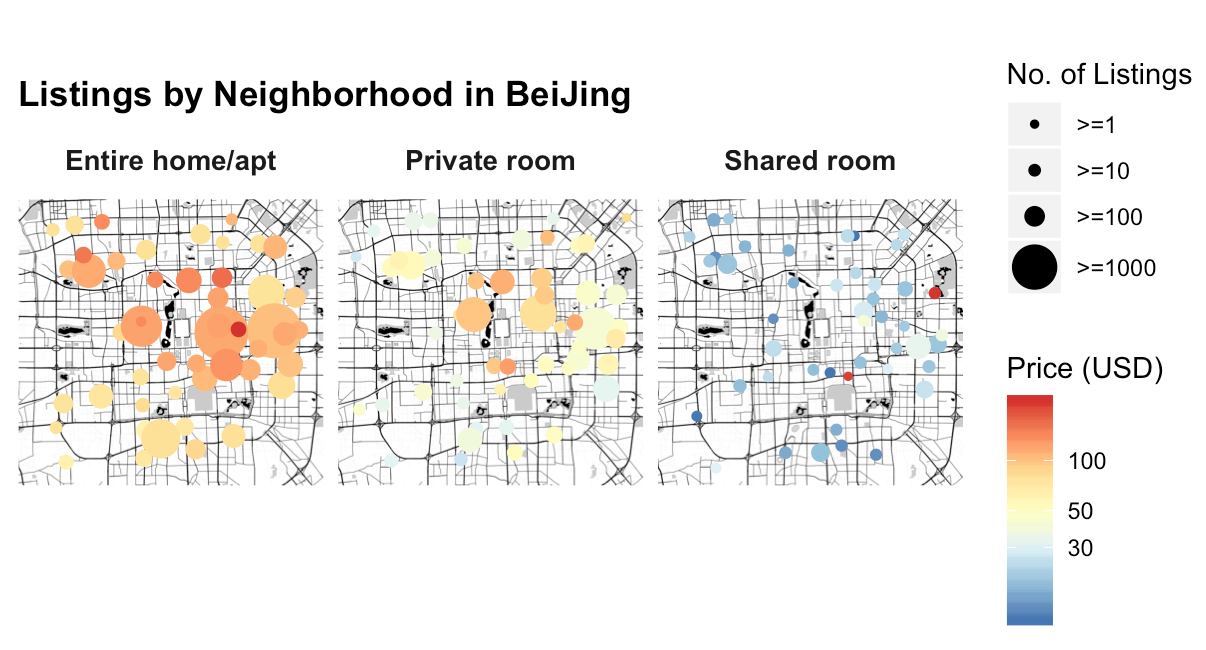 Listings by Neighborhood in BeiJing
Entire home/apt
Private room
Shared room
No. of Listings
>=1
>=10
>=100
>=1000
Price (USD)
100
50
30